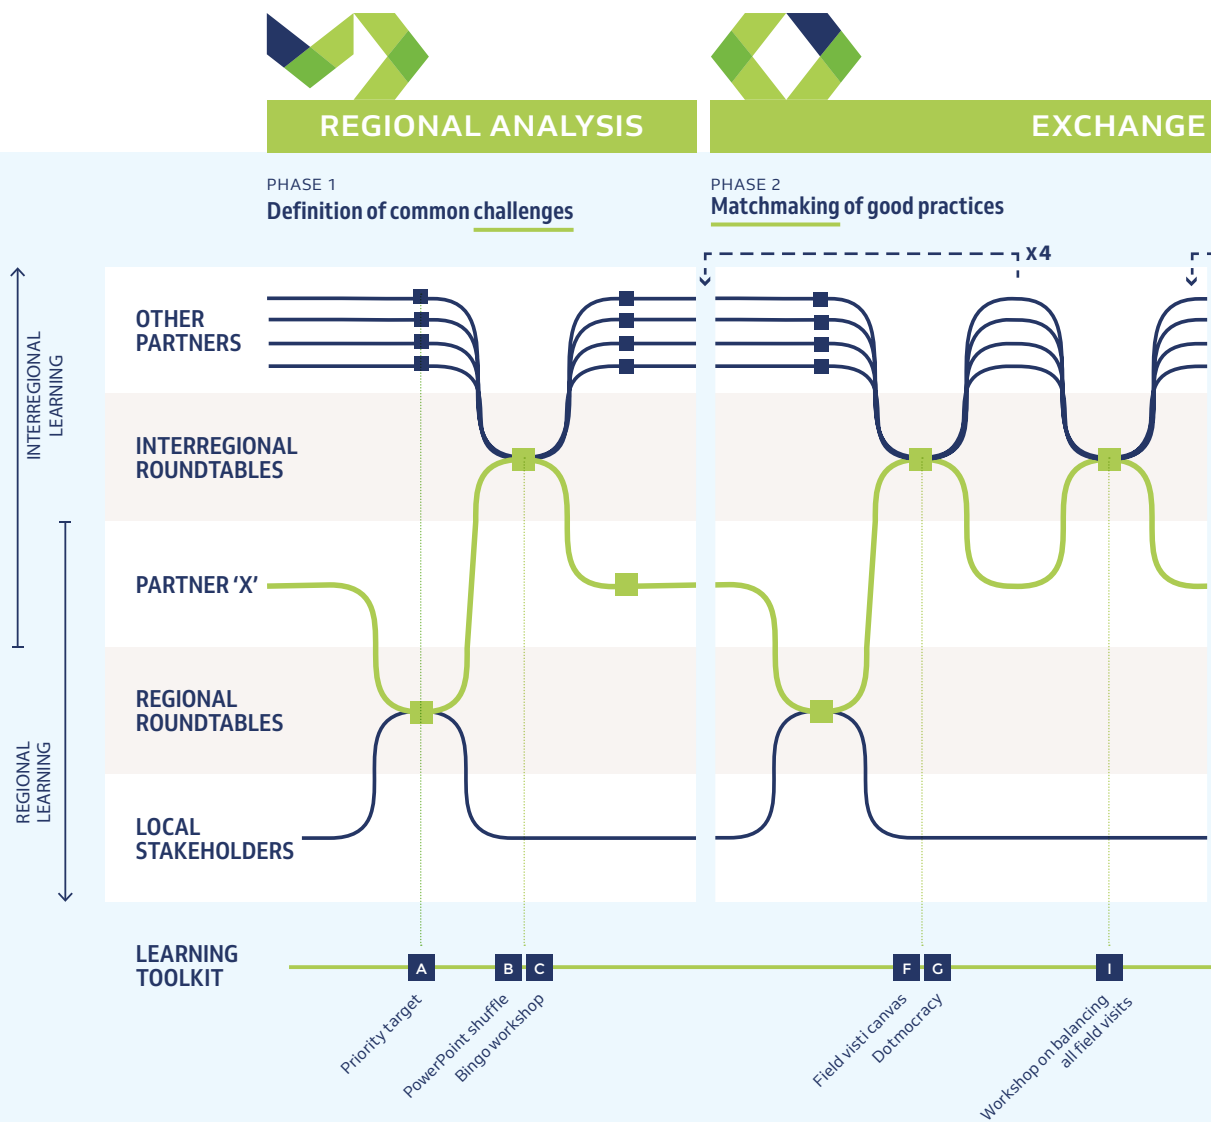 REGIONAL ANALYSIS
EXCHANGE
PHASE 1
Definition of common challenges
PHASE 2
Matchmaking of good practices
x4
INTERREGIONAL
LEARNING
REGIONAL
LEARNING
OTHER
PARTNERS
INTERREGIONAL
ROUNDTABLES
PARTNER ‘X’
REGIONAL
ROUNDTABLES
LOCAL
STAKEHOLDERS
LEARNING
TOOLKIT
A
B
C
F
G
I
Priority target
PowerPoint shuffle
Bingo workshop
Field visti canvas
Dotmocracy
Workshop on balancing
all field visits